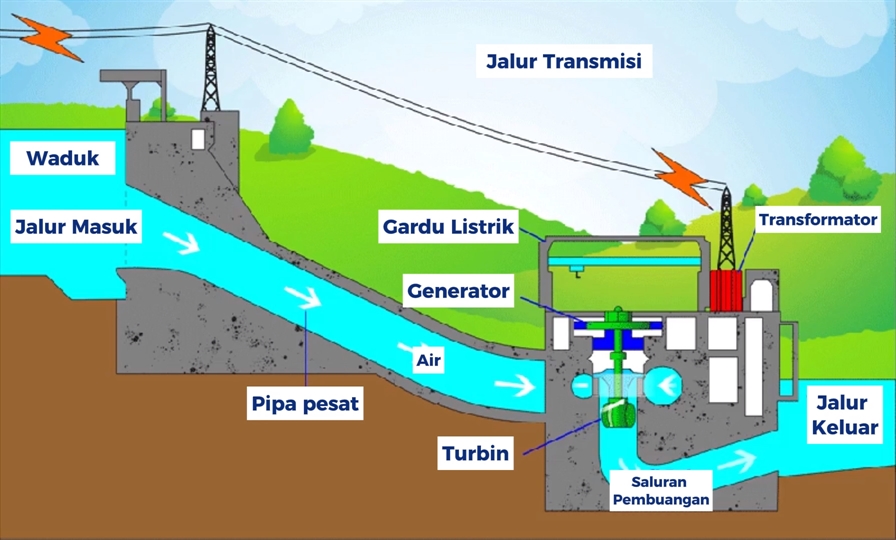 Jalur Transmisi
Waduk
Jalur Masuk
Gardu Listrik
Transformator
Generator
Air
Pipa pesat
Jalur
Keluar
Turbin
Saluran
Pembuangan